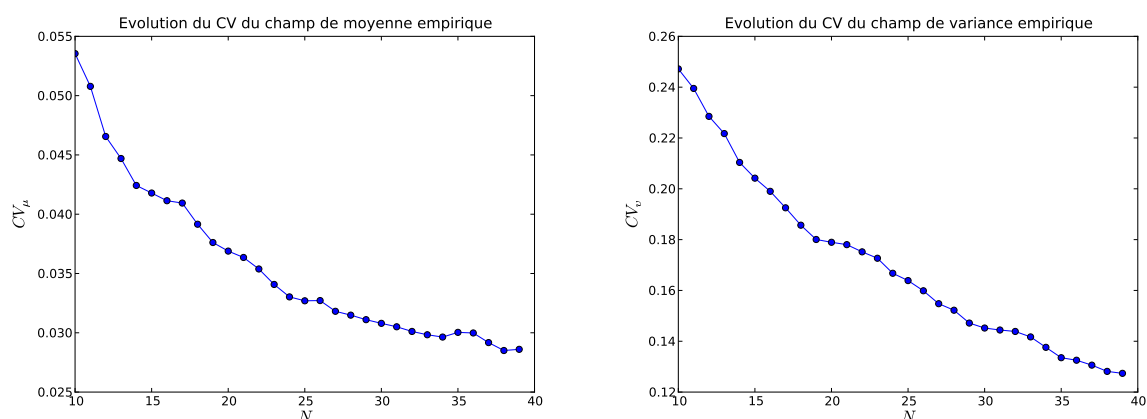 Evolution du CV du champ de moyenne empirique
0.055
0.050
0.045
0.040
0.035
0.030
0.025
10 15 20 25 30 35 40
CVμ
N
Evolution du CV du champ de variance empirique
0.26
0.24
0.22
0.20
0.18
0.16
0.14
0.12
10 15 20 25 30 35 40
CVv
N